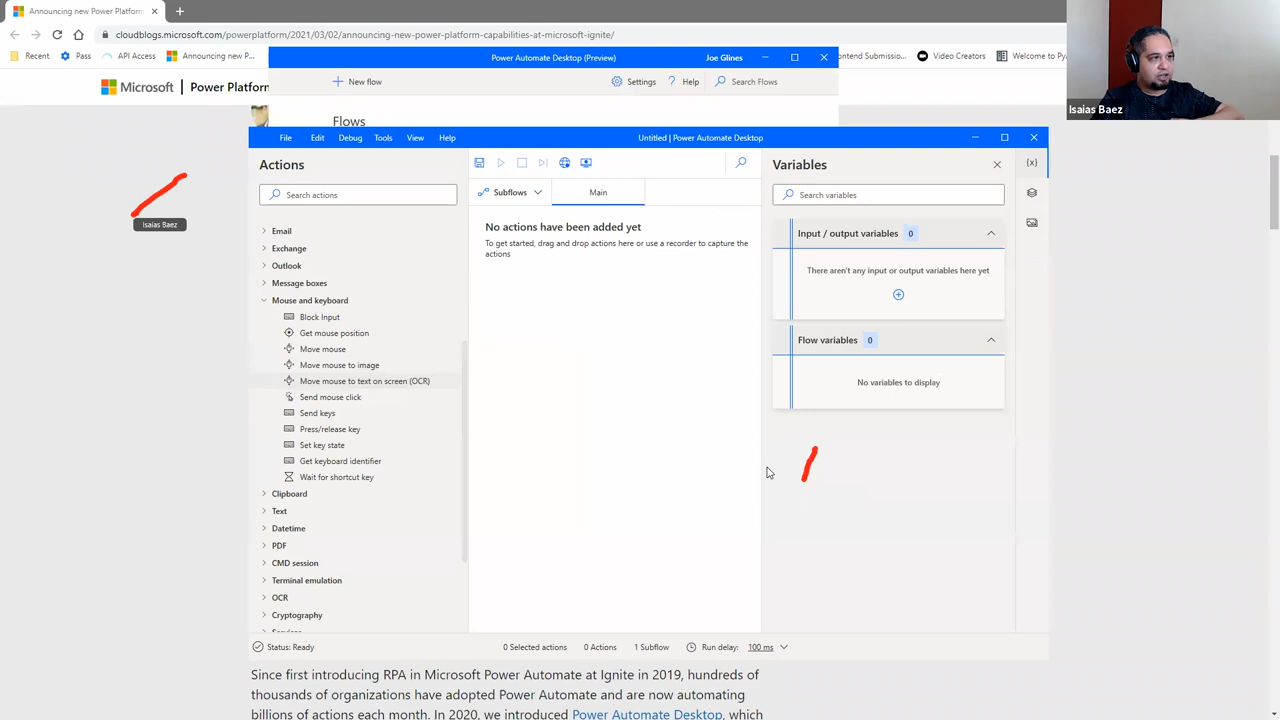 Announcing new Power Platform
cloudblogs.microsoft.com/powerplatform/2021/03/02/announcing-new-power-platform-capabilities-at-microsoft-ignite/
Recent
Pass
API Access
Announcing new P...
Video Creators
Welcome to Py
Isaias Baez
Microsoft
Power Platform
Power Automate Desktop (Preview)
Joe Glines
New flow
Settings
Help
Search Flows
Flows
File Edit Debug Tools View Help
Untitled | Power Automate Desktop
Actions
Search actions
Email
Exchange
Outlook
Message boxes
Mouse and keyboard
Block Input
Get mouse position
Move mouse
Move mouse to image
Move mouse to text on screen (OCR)
Send mouse click
Send keys
Press/release key
Set key state
Get keyboard identifier
Wait for shortcut key
Clipboard
Text
Datetime
PDF
CMD session
Terminal emulation
OCR
Cryptography
Subflows
Main
No actions have been added yet
To get started, drag and drop actions here or use a recorder to capture the
actions
Variables
{x}
Search variables
Input / output variables 0
There aren't any input or output variables here yet
Flow variables 0
No variables to display
Isaias Baez
Status: Ready
0 Selected actions
0 Actions
1 Subflow
Run delay: 100 ms
Since first introducing RPA in Microsoft Power Automate at Ignite in 2019, hundreds of
thousands of organizations have adopted Power Automate and are now automating
billions of actions each month. In 2020, we introduced Power Automate Desktop, which